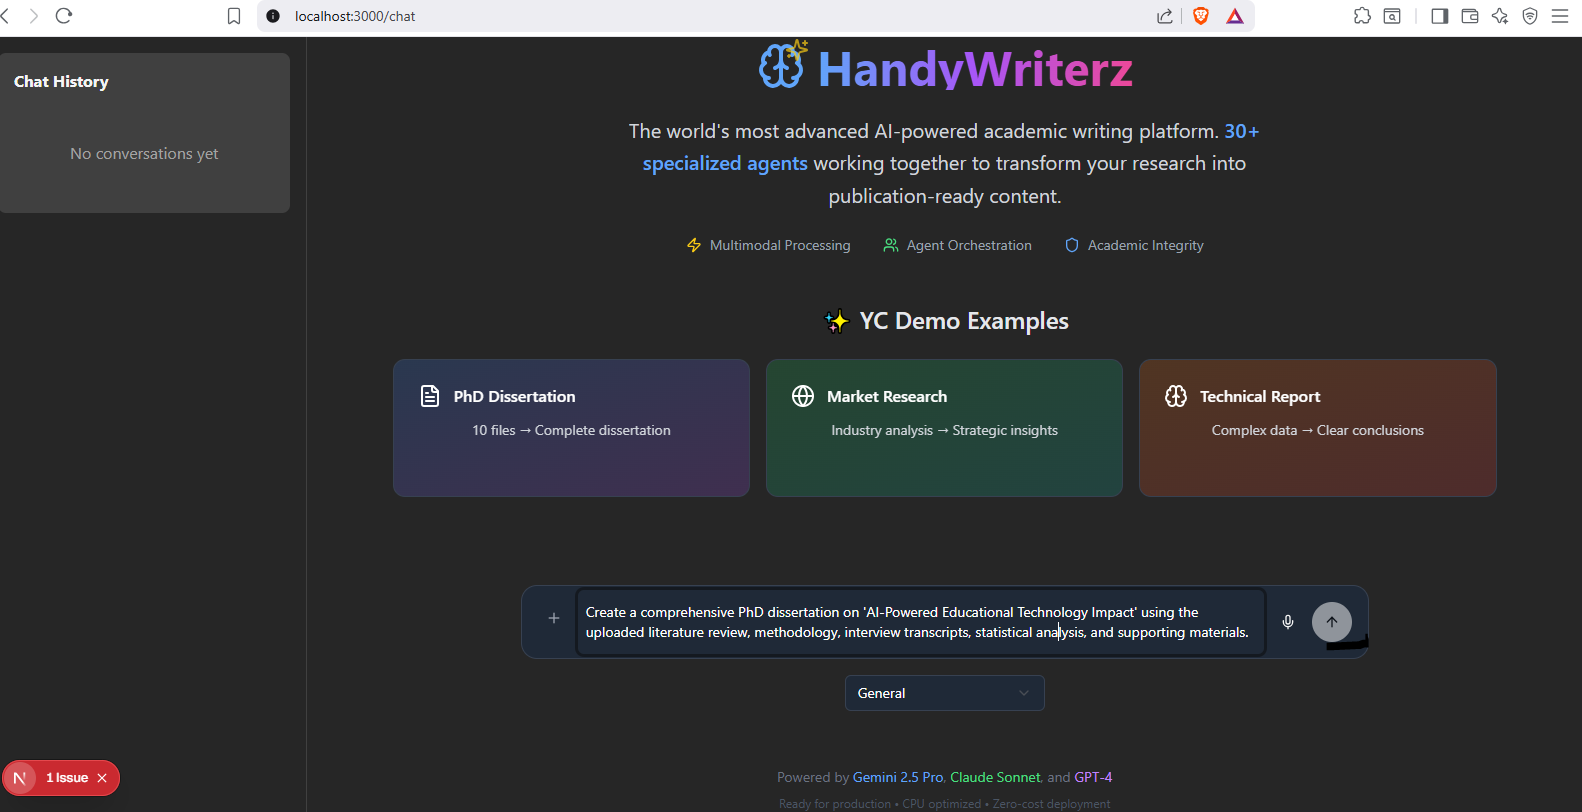 localhost:3000/chat
Chat History
No conversations yet
HandyWriterz
The world's most advanced AI-powered academic writing platform. 30+
specialized agents working together to transform your research into
publication-ready content.
Multimodal Processing
Agent Orchestration
Academic Integrity
✨ YC Demo Examples
PhD Dissertation
10 files → Complete dissertation
Market Research
Industry analysis → Strategic insights
Technical Report
Complex data → Clear conclusions
Create a comprehensive PhD dissertation on 'AI-Powered Educational Technology Impact' using the
uploaded literature review, methodology, interview transcripts, statistical analysis, and supporting materials.
General
N 1 Issue
Powered by Gemini 2.5 Pro, Claude Sonnet, and GPT-4
Ready for production • CPU optimized • Zero-cost deployment